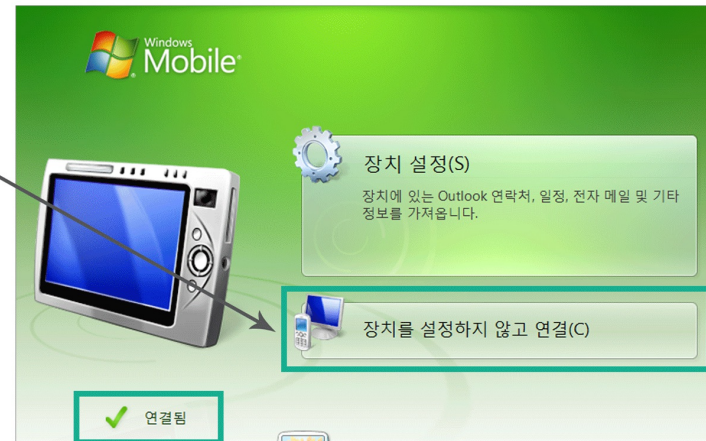 Windows
Mobile
장치 설정(S)
장치에 있는 Outlook 연락처, 일정, 전자 메일 및 기타
정보를 가져옵니다.
장치를 설정하지 않고 연결(C)
연결됨